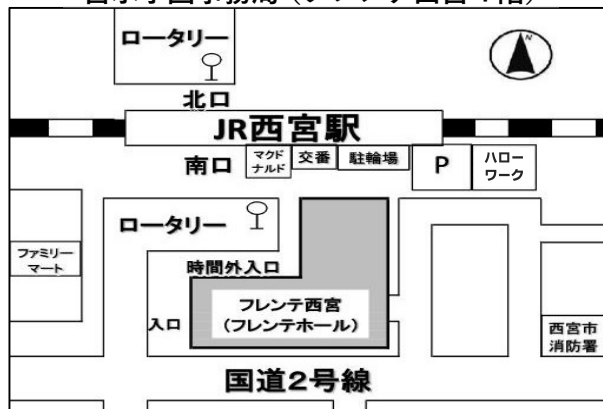 ロータリー
N
北口
JR西宮駅
南口
マクド
ナルド
交番
駐輪場
P
ハロー
ワーク
ロータリー
ファミリー
マート
時間外入口
フレンテ西宮
(フレンテホール)
入口
西宮市
消防署
国道2号線